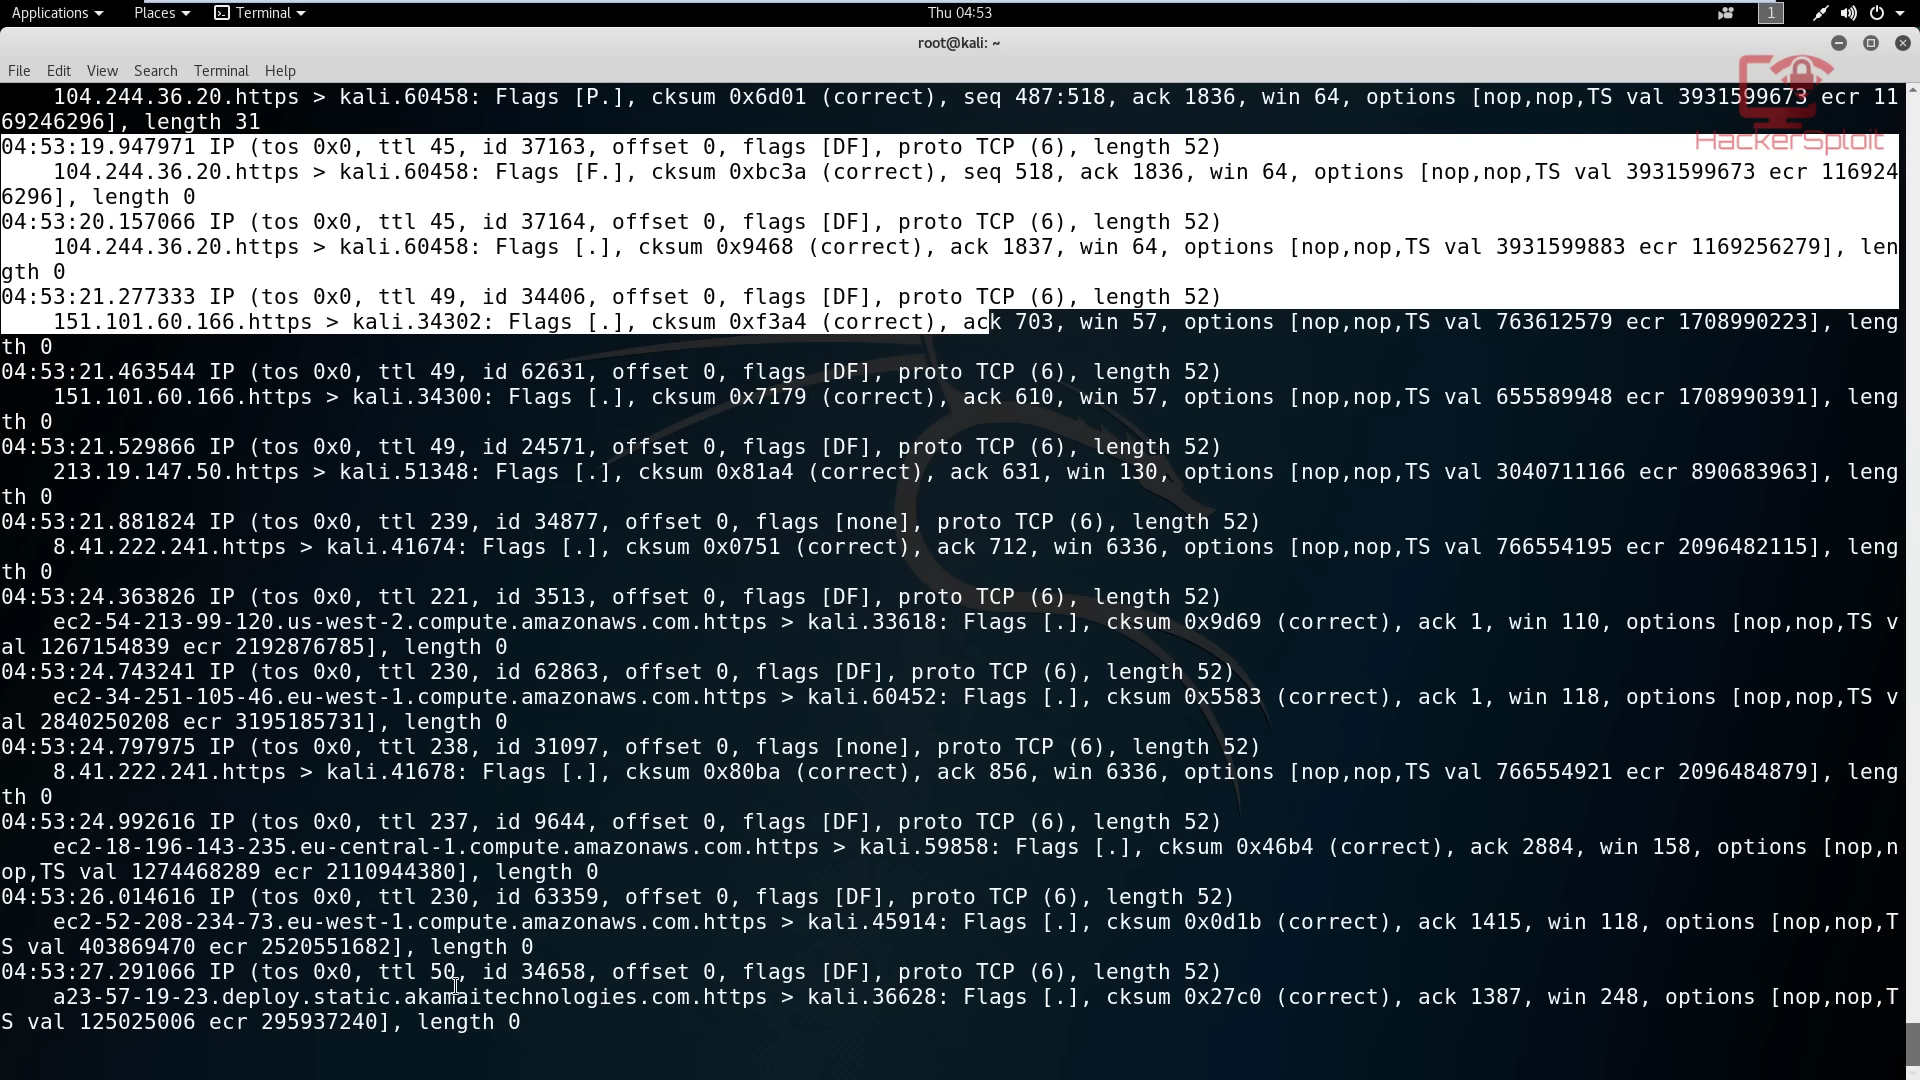 Applications Places Terminal Thu 04:53 1
root@kali: ~
File Edit View Search Terminal Help
HackerSploit
    104.244.36.20.https > kali.60458: Flags [P.], cksum 0x6d01 (correct), seq 487:518, ack 1836, win 64, options [nop,nop,TS val 3931599673 ecr 11
69246296], length 31
04:53:19.947971 IP (tos 0x0, ttl 45, id 37163, offset 0, flags [DF], proto TCP (6), length 52)
    104.244.36.20.https > kali.60458: Flags [F.], cksum 0xbc3a (correct), seq 518, ack 1836, win 64, options [nop,nop,TS val 3931599673 ecr 116924
6296], length 0
04:53:20.157066 IP (tos 0x0, ttl 45, id 37164, offset 0, flags [DF], proto TCP (6), length 52)
    104.244.36.20.https > kali.60458: Flags [.], cksum 0x9468 (correct), ack 1837, win 64, options [nop,nop,TS val 3931599883 ecr 1169256279], len
gth 0
04:53:21.277333 IP (tos 0x0, ttl 49, id 34406, offset 0, flags [DF], proto TCP (6), length 52)
    151.101.60.166.https > kali.34302: Flags [.], cksum 0xf3a4 (correct), ack 703, win 57, options [nop,nop,TS val 763612579 ecr 1708990223], leng
th 0
04:53:21.463544 IP (tos 0x0, ttl 49, id 62631, offset 0, flags [DF], proto TCP (6), length 52)
    151.101.60.166.https > kali.34300: Flags [.], cksum 0x7179 (correct), ack 610, win 57, options [nop,nop,TS val 655589948 ecr 1708990391], leng
th 0
04:53:21.529866 IP (tos 0x0, ttl 49, id 24571, offset 0, flags [DF], proto TCP (6), length 52)
    213.19.147.50.https > kali.51348: Flags [.], cksum 0x81a4 (correct), ack 631, win 130, options [nop,nop,TS val 3040711166 ecr 890683963], leng
th 0
04:53:21.881824 IP (tos 0x0, ttl 239, id 34877, offset 0, flags [none], proto TCP (6), length 52)
    8.41.222.241.https > kali.41674: Flags [.], cksum 0x0751 (correct), ack 712, win 6336, options [nop,nop,TS val 766554195 ecr 2096482115], leng
th 0
04:53:24.363826 IP (tos 0x0, ttl 221, id 3513, offset 0, flags [DF], proto TCP (6), length 52)
    ec2-54-213-99-120.us-west-2.compute.amazonaws.com.https > kali.33618: Flags [.], cksum 0x9d69 (correct), ack 1, win 110, options [nop,nop,TS v
al 1267154839 ecr 2192876785], length 0
04:53:24.743241 IP (tos 0x0, ttl 230, id 62863, offset 0, flags [DF], proto TCP (6), length 52)
    ec2-34-251-105-46.eu-west-1.compute.amazonaws.com.https > kali.60452: Flags [.], cksum 0x5583 (correct), ack 1, win 118, options [nop,nop,TS v
al 2840250208 ecr 3195185731], length 0
04:53:24.797975 IP (tos 0x0, ttl 238, id 31097, offset 0, flags [none], proto TCP (6), length 52)
    8.41.222.241.https > kali.41678: Flags [.], cksum 0x80ba (correct), ack 856, win 6336, options [nop,nop,TS val 766554921 ecr 2096484879], leng
th 0
04:53:24.992616 IP (tos 0x0, ttl 237, id 9644, offset 0, flags [DF], proto TCP (6), length 52)
    ec2-18-196-143-235.eu-central-1.compute.amazonaws.com.https > kali.59858: Flags [.], cksum 0x46b4 (correct), ack 2884, win 158, options [nop,n
op,TS val 1274468289 ecr 2110944380], length 0
04:53:26.014616 IP (tos 0x0, ttl 230, id 63359, offset 0, flags [DF], proto TCP (6), length 52)
    ec2-52-208-234-73.eu-west-1.compute.amazonaws.com.https > kali.45914: Flags [.], cksum 0x0d1b (correct), ack 1415, win 118, options [nop,nop,T
S val 403869470 ecr 2520551682], length 0
04:53:27.291066 IP (tos 0x0, ttl 50, id 34658, offset 0, flags [DF], proto TCP (6), length 52)
    a23-57-19-23.deploy.static.akamaitechnologies.com.https > kali.36628: Flags [.], cksum 0x27c0 (correct), ack 1387, win 248, options [nop,nop,T
S val 125025006 ecr 295937240], length 0